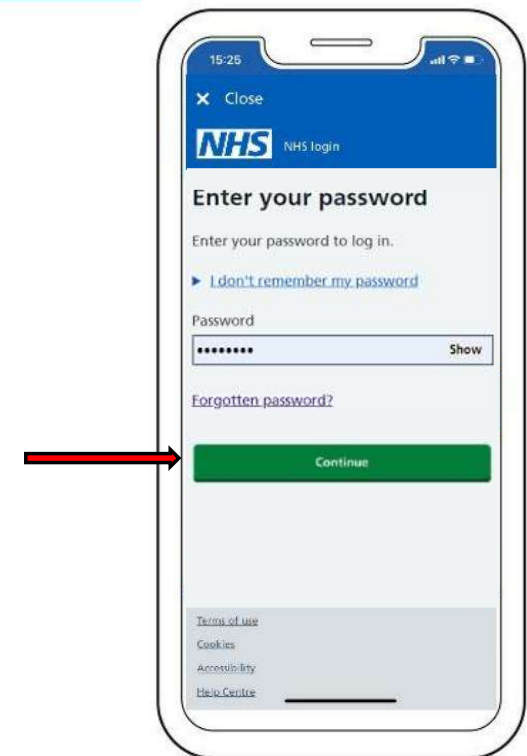 15:25
× Close
NHS NHS login
Enter your password
Enter your password to log in.
I don't remember my password
Password
•••••••• Show
Forgotten password?
Continue
Terms of use
Cookies
Accessibility
Help Centre